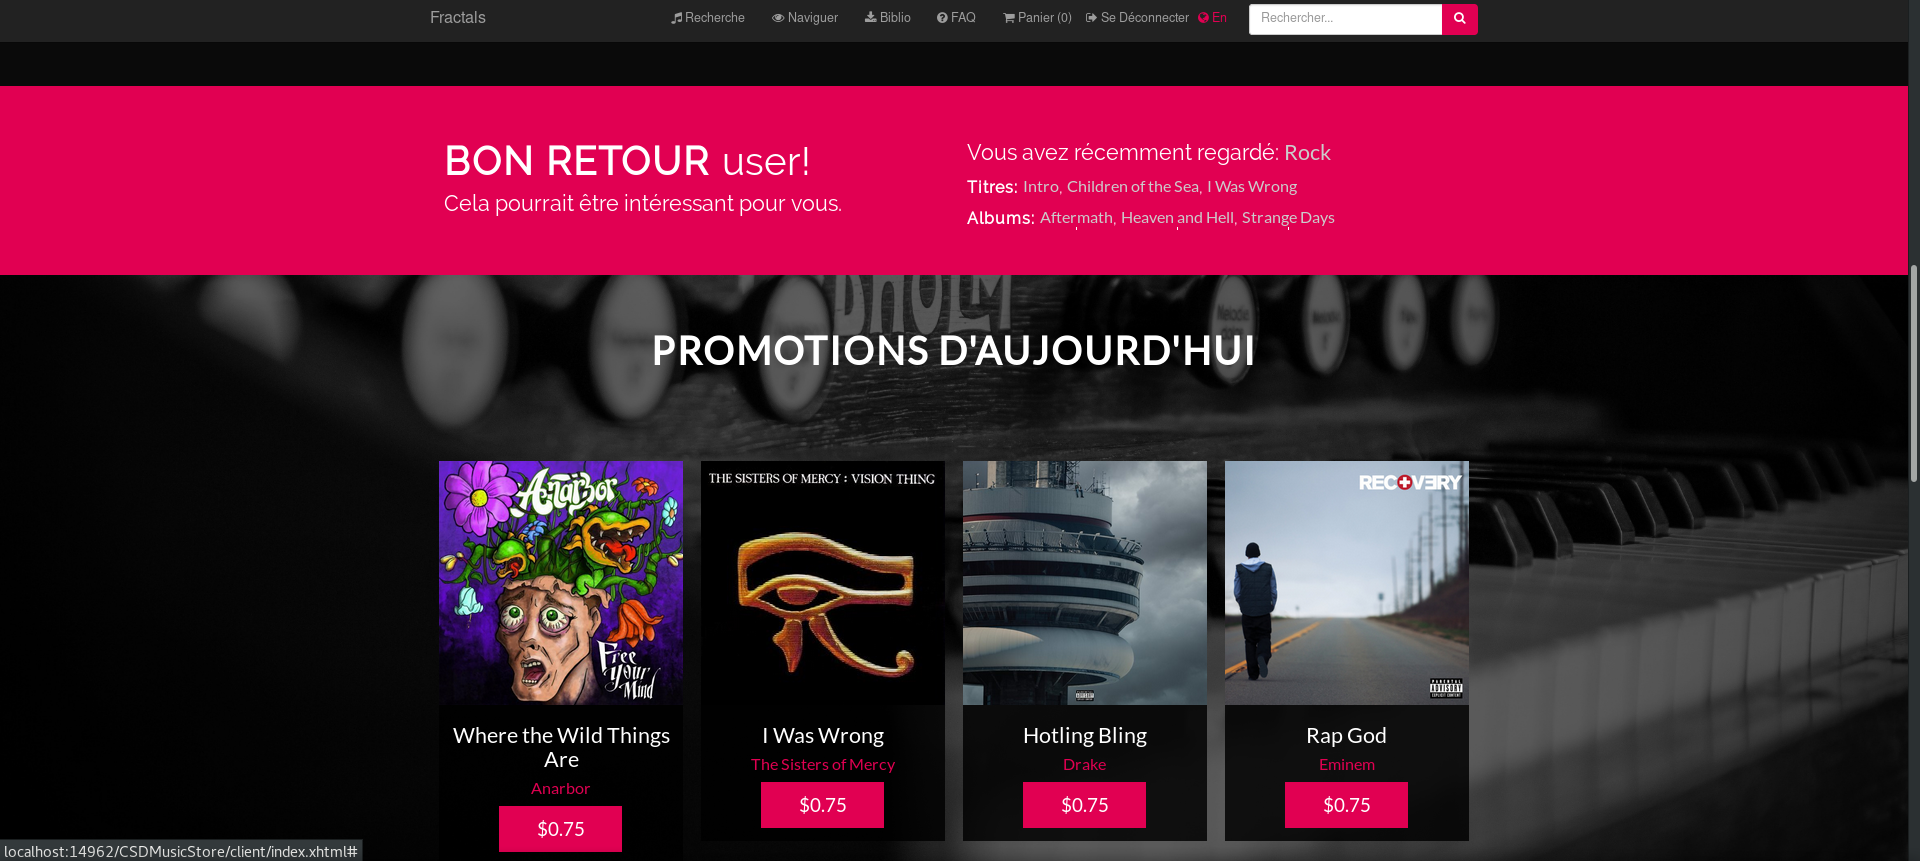 Fractals
Recherche
Naviguer
Biblio
FAQ
Panier (0)
Se Déconnecter
En
Rechercher...
BON RETOUR user!
Cela pourrait être intéressant pour vous.
Vous avez récemment regardé: Rock
Titres: Intro, Children of the Sea, I Was Wrong
Albums: Aftermath, Heaven and Hell, Strange Days
PROMOTIONS D'AUJOURD'HUI
Anarbor
Free
Your
Mind
Where the Wild Things
Are
Anarbor
$0.75
THE SISTERS OF MERCY : VISION THING
I Was Wrong
The Sisters of Mercy
$0.75
Hotling Bling
Drake
$0.75
RECOVERY
PARENTAL
ADVISORY
EXPLICIT CONTENT
Rap God
Eminem
$0.75
localhost:14962/CSDMusicStore/client/index.xhtml#